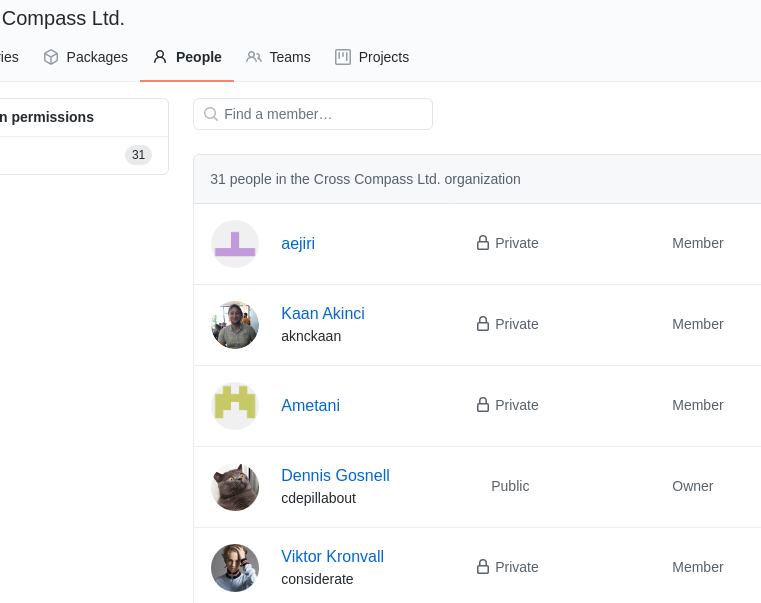 Compass Ltd.
ies Packages People Teams Projects
n permissions
31
Find a member…
31 people in the Cross Compass Ltd. organization
aejiri Private Member
Kaan Akinci
aknckaan
Private Member
Ametani Private Member
Dennis Gosnell
cdepillabout
Public Owner
Viktor Kronvall
considerate
Private Member